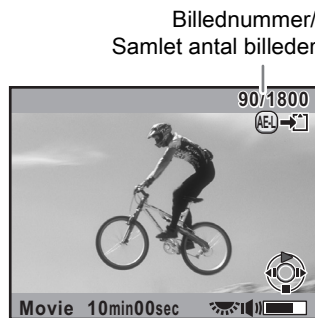 Billednummer/
Samlet antal billeder
90/1800
AE-L
Movie 10min00sec